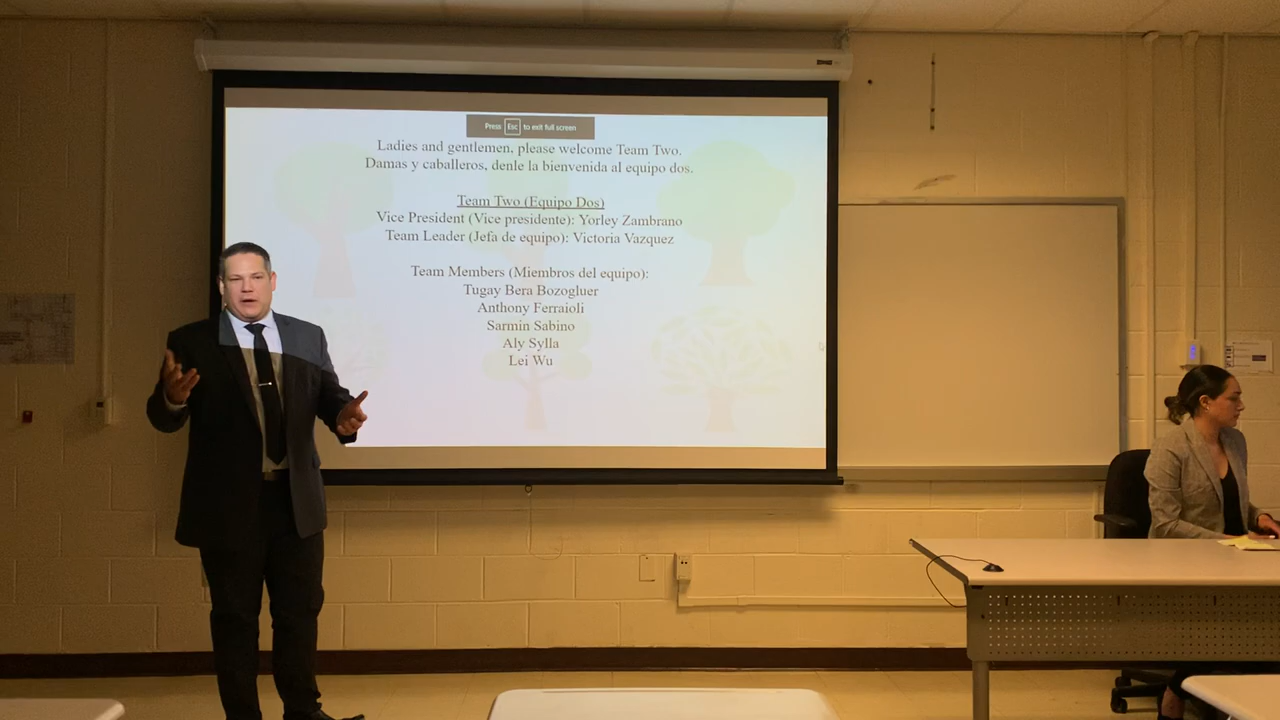 Press Esc to exit full screen
Ladies and gentlemen, please welcome Team Two.
Damas y caballeros, denle la bienvenida al equipo dos.
Team Two (Equipo Dos)
Vice President (Vice presidente): Yorley Zambrano
Team Leader (Jefa de equipo): Victoria Vazquez
Team Members (Miembros del equipo):
Tugay Bera Bozogluer
Anthony Ferraioli
Sarmin Sabino
Aly Sylla
Lei Wu